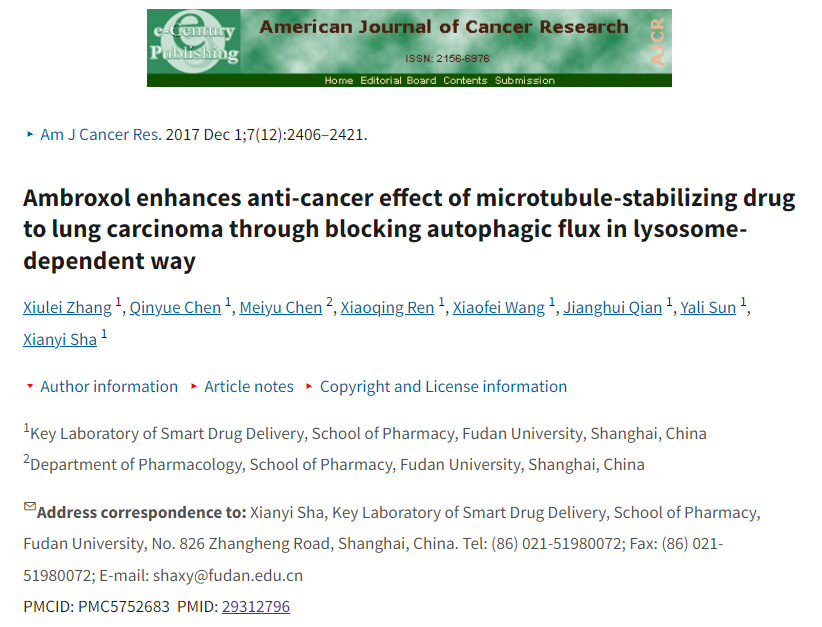 e-Century
Publishing
American Journal of Cancer Research
ISSN: 2156-6976
AJCR
Home Editorial Board Contents Submission
Am J Cancer Res. 2017 Dec 1;7(12):2406–2421.
Ambroxol enhances anti-cancer effect of microtubule-stabilizing drug
to lung carcinoma through blocking autophagic flux in lysosome-
dependent way
Xiulei Zhang 1, Qinyue Chen 1, Meiyu Chen 2, Xiaoqing Ren 1, Xiaofei Wang 1, Jianghui Qian 1, Yali Sun 1,
Xianyi Sha 1
Author information Article notes Copyright and License information
1Key Laboratory of Smart Drug Delivery, School of Pharmacy, Fudan University, Shanghai, China
2Department of Pharmacology, School of Pharmacy, Fudan University, Shanghai, China
Address correspondence to: Xianyi Sha, Key Laboratory of Smart Drug Delivery, School of Pharmacy,
Fudan University, No. 826 Zhangheng Road, Shanghai, China. Tel: (86) 021-51980072; Fax: (86) 021-
51980072; E-mail: shaxy@fudan.edu.cn
PMCID: PMC5752683 PMID: 29312796